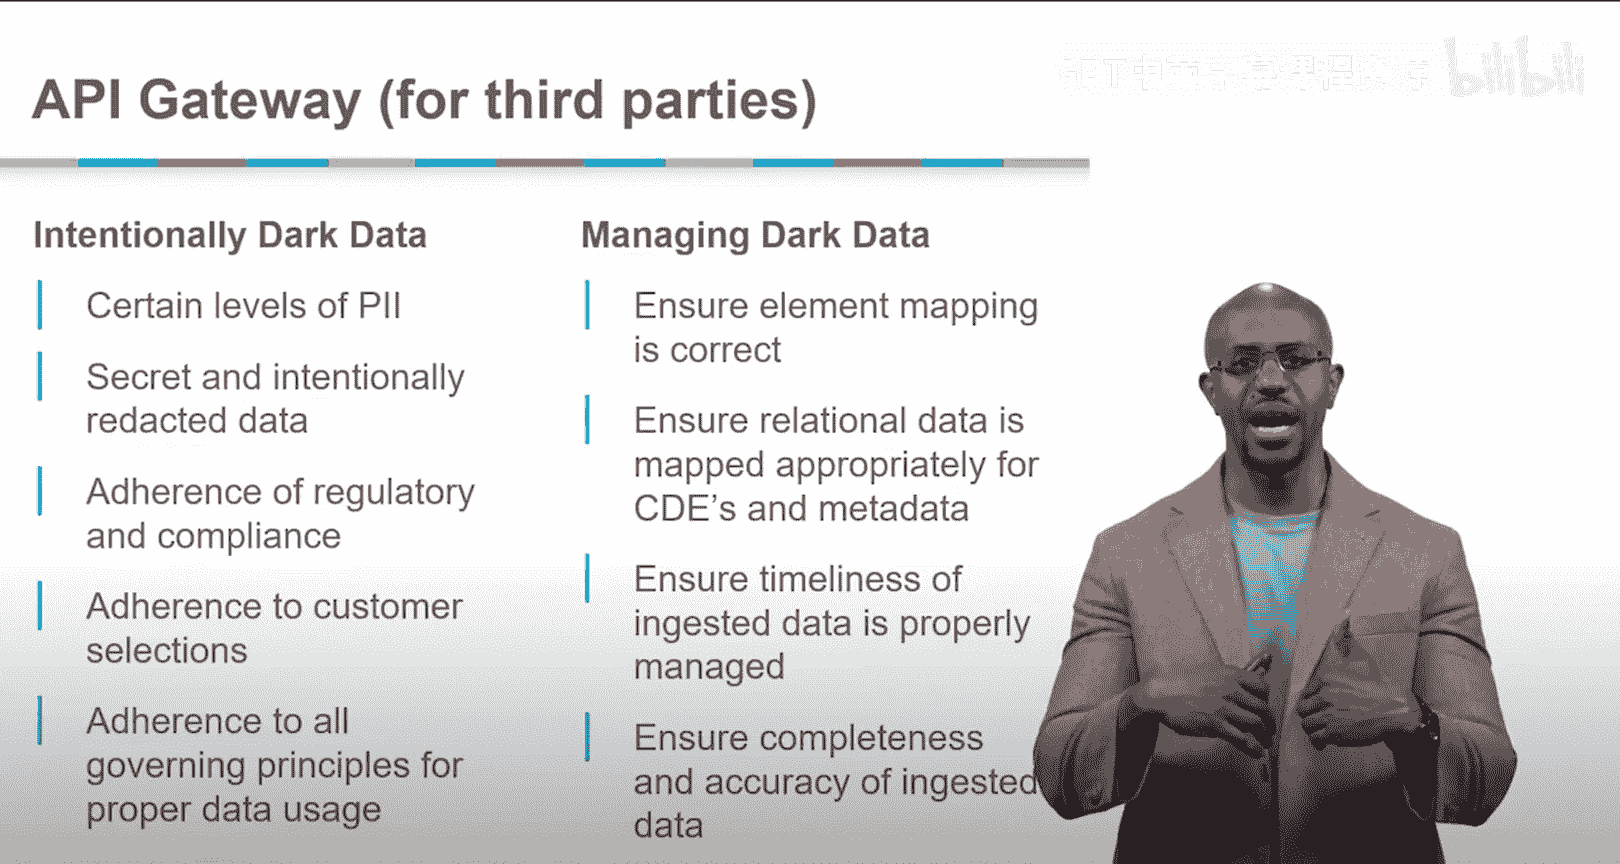 API Gateway (for third parties)
Intentionally Dark Data
Certain levels of PII
Secret and intentionally
redacted data
Adherence of regulatory
and compliance
Adherence to customer
selections
Adherence to all
governing principles for
proper data usage
Managing Dark Data
Ensure element mapping
is correct
Ensure relational data is
mapped appropriately for
CDE’s and metadata
Ensure timeliness of
ingested data is properly
managed
Ensure completeness
and accuracy of ingested
data
bilibili